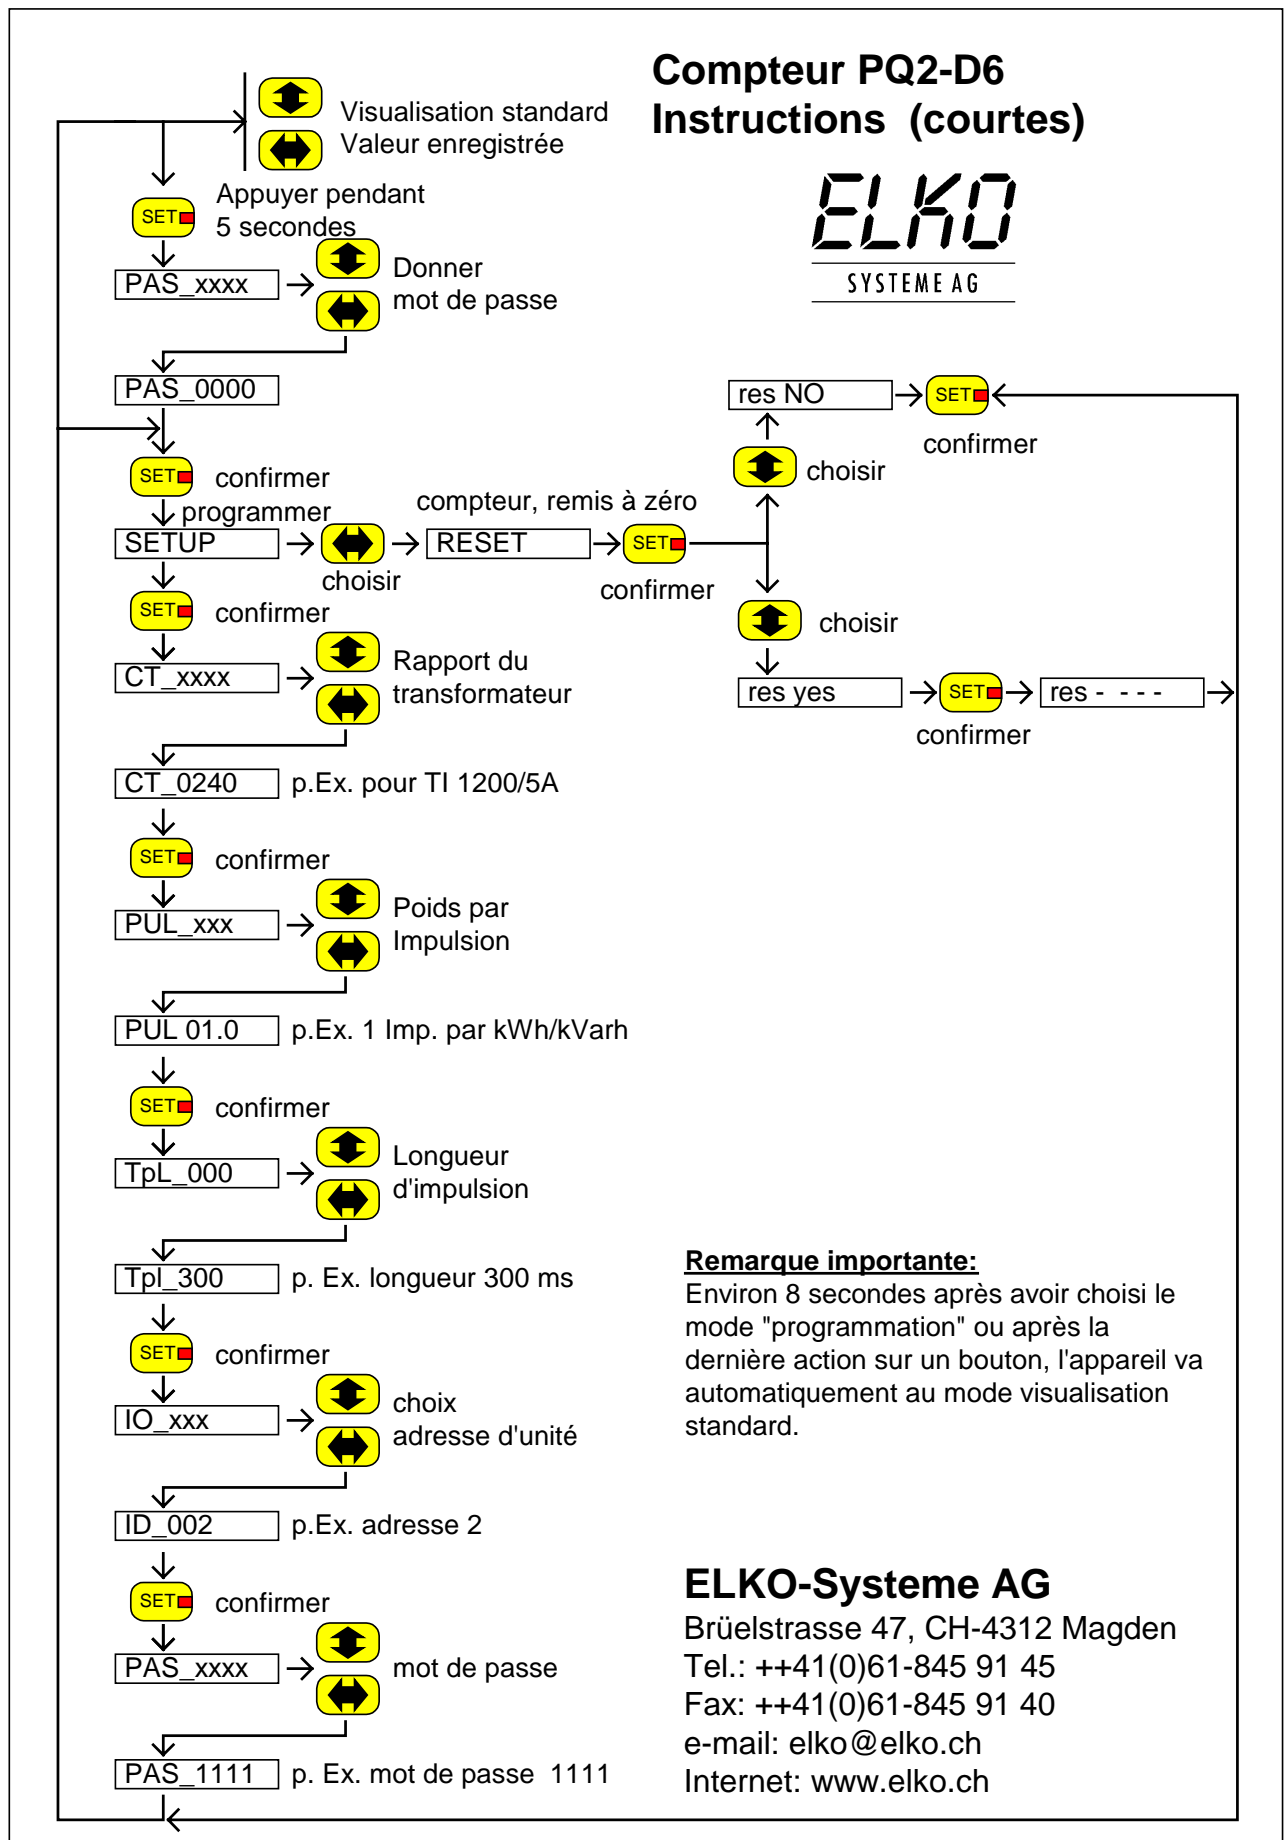 Compteur PQ2-D6
Instructions (courtes)
ELKO
SYSTEME AG
Visualisation standard
Valeur enregistrée
SET
Appuyer pendant
5 secondes
PAS_xxxx
Donner
mot de passe
PAS_0000
SET
confirmer
programmer
SETUP
choisir
compteur, remis à zéro
RESET
SET
confirmer
res NO
SET
confirmer
choisir
choisir
res yes
SET
confirmer
res - - - -
SET
confirmer
CT_xxxx
Rapport du
transformateur
CT_0240
p.Ex. pour TI 1200/5A
SET
confirmer
PUL_xxx
Poids par
Impulsion
PUL 01.0
p.Ex. 1 Imp. par kWh/kVarh
SET
confirmer
TpL_000
Longueur
d'impulsion
Tpl_300
p. Ex. longueur 300 ms
SET
confirmer
IO_xxx
choix
adresse d'unité
ID_002
p.Ex. adresse 2
SET
confirmer
PAS_xxxx
mot de passe
PAS_1111
p. Ex. mot de passe 1111
Remarque importante:
Environ 8 secondes après avoir choisi le
mode "programmation" ou après la
dernière action sur un bouton, l'appareil va
automatiquement au mode visualisation
standard.
ELKO-Systeme AG
Brüelstrasse 47, CH-4312 Magden
Tel.: ++41(0)61-845 91 45
Fax: ++41(0)61-845 91 40
e-mail: elko@elko.ch
Internet: www.elko.ch